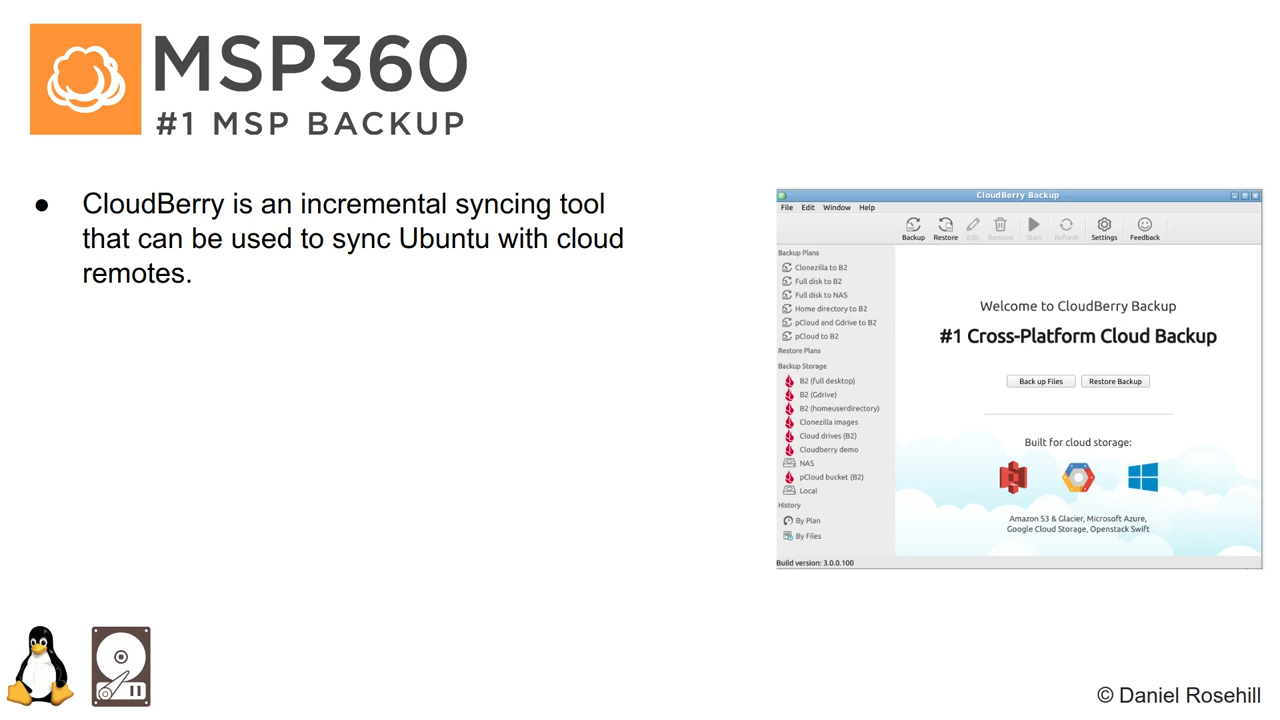 MSP360
#1 MSP BACKUP
● CloudBerry is an incremental syncing tool
that can be used to sync Ubuntu with cloud
remotes.
CloudBerry Backup
File Edit Window Help
Backup Restore Edit Remove Start Refresh Settings Feedback
Backup Plans
Clonezilla to B2
Full disk to B2
Full disk to NAS
Home directory to B2
pCloud and Gdrive to B2
pCloud to B2
Restore Plans
Backup Storage
B2 (full desktop)
B2 (Gdrive)
B2 (homeuserdirectory)
Clonezilla images
Cloud drives (B2)
Cloudberry demo
NAS
pCloud bucket (B2)
Local
History
By Plan
By Files
Welcome to CloudBerry Backup
#1 Cross-Platform Cloud Backup
Back up Files Restore Backup
Built for cloud storage:
Amazon S3 & Glacier, Microsoft Azure,
Google Cloud Storage, Openstack Swift
Build version: 3.0.0.100
© Daniel Rosehill